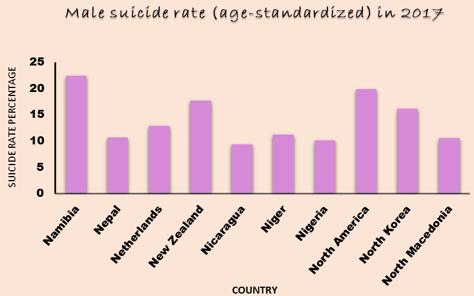 Male suicide rate (age-standardized) in 2017
SUICIDE RATE PERCENTAGE
25
20
15
10
5
0
Namibia
Nepal
Netherlands
New Zealand
Nicaragua
Niger
Nigeria
North America
North Korea
North Macedonia
COUNTRY